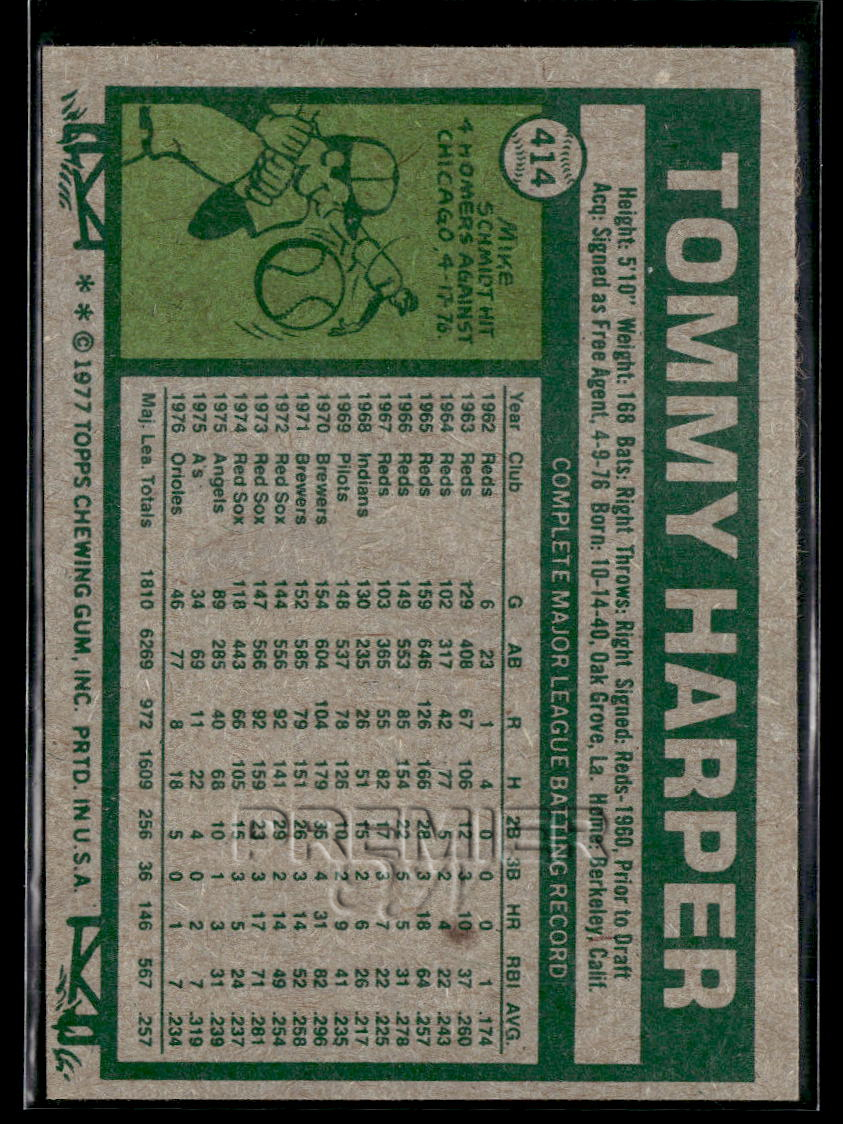 TOMMY HARPER
Height: 5'10" Weight: 168 Bats: Right Throws: Right Signed: Reds-1960, Prior to Draft
Acq: Signed as Free Agent, 4-9-76 Born: 10-14-40, Oak Grove, La. Home: Berkeley, Calif.
414
MIKE
SCHMIDT HIT
4 HOMERS AGAINST
CHICAGO, 4-17-76.
COMPLETE MAJOR LEAGUE BATTING RECORD
Year Club G AB R H 2B 3B HR RBI AVG.
1962 Reds 6 23 1 4 0 0 0 1 .174
1963 Reds 129 408 67 106 12 3 10 37 .260
1964 Reds 102 317 42 77 5 2 4 22 .243
1965 Reds 159 646 126 166 28 3 18 64 .257
1966 Reds 149 553 85 154 22 5 5 31 .278
1967 Reds 103 365 55 82 17 3 7 22 .225
1968 Indians 130 235 26 51 15 2 6 26 .217
1969 Pilots 148 537 78 126 10 2 9 41 .235
1970 Brewers 154 604 104 179 35 4 31 82 .296
1971 Brewers 152 585 79 151 26 3 14 52 .258
1972 Red Sox 144 556 92 141 29 2 14 49 .254
1973 Red Sox 147 566 92 159 23 3 17 71 .281
1974 Red Sox 118 443 66 105 15 3 5 24 .237
1975 Angels 89 285 40 68 10 1 3 31 .239
1975 A's 34 69 11 22 4 0 2 7 .319
1976 Orioles 46 77 8 18 5 0 1 7 .234
Maj. Lea. Totals 1810 6269 972 1609 256 36 146 567 .257
* * © 1977 TOPPS CHEWING GUM, INC. PRTD. IN U.S.A.
PREMIER